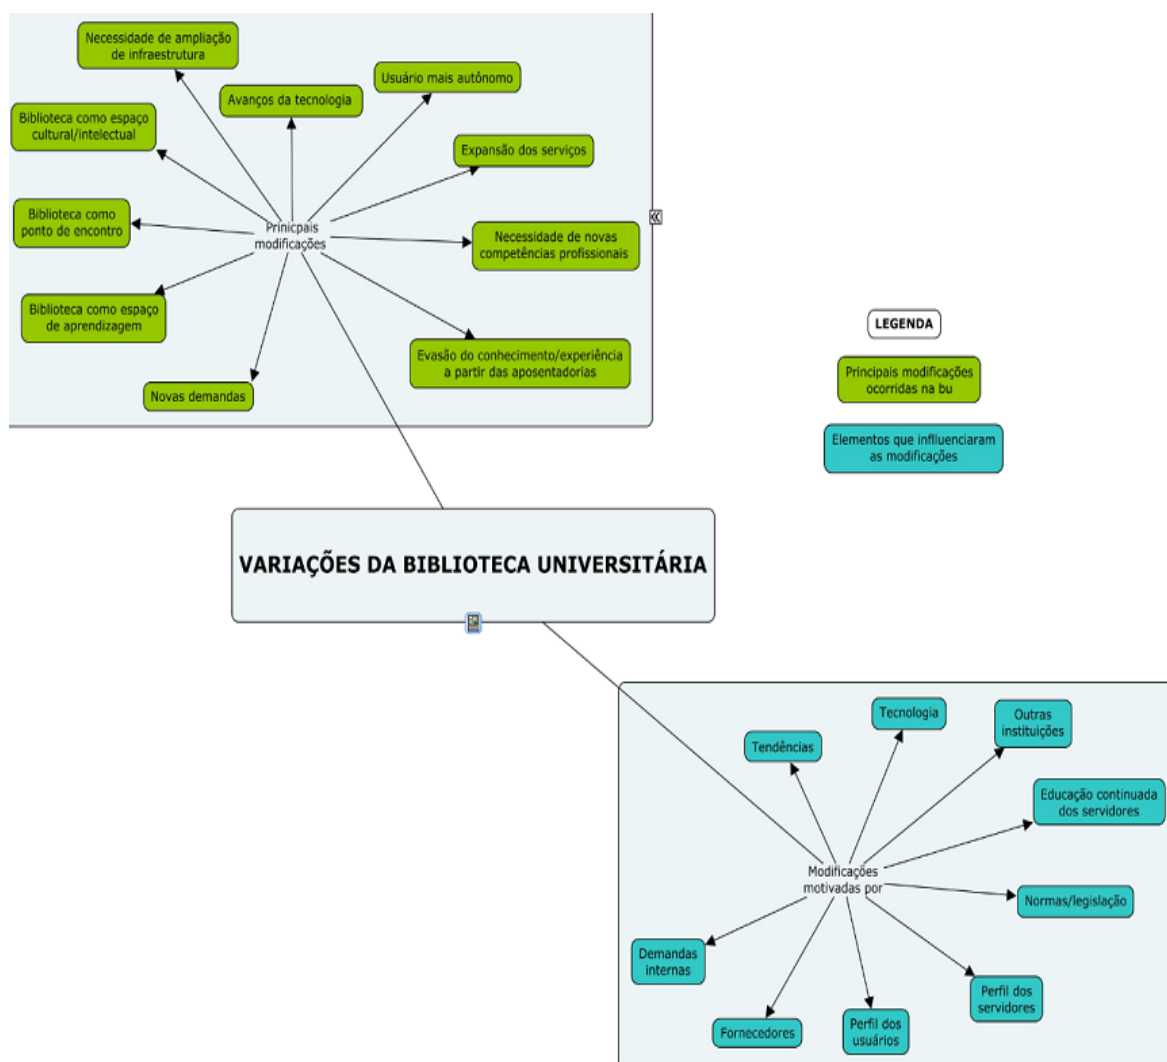 Necessidade de ampliação
de infraestrutura
Usuário mais autônomo
Avanços da tecnologia
Biblioteca como espaço
cultural/intelectual
Expansão dos serviços
Biblioteca como
ponto de encontro
Prinicpais
modificações
Necessidade de novas
competências profissionais
Biblioteca como espaço
de aprendizagem
Evasão do conhecimento/experiência
a partir das aposentadorias
Novas demandas
LEGENDA
Principais modificações
ocorridas na bu
Elementos que inflluenciaram
as modificações
VARIAÇÕES DA BIBLIOTECA UNIVERSITÁRIA
Tecnologia
Outras
instituições
Tendências
Educação continuada
dos servidores
Modificações
motivadas por
Normas/legislação
Demandas
internas
Perfil dos
servidores
Fornecedores
Perfil dos
usuários